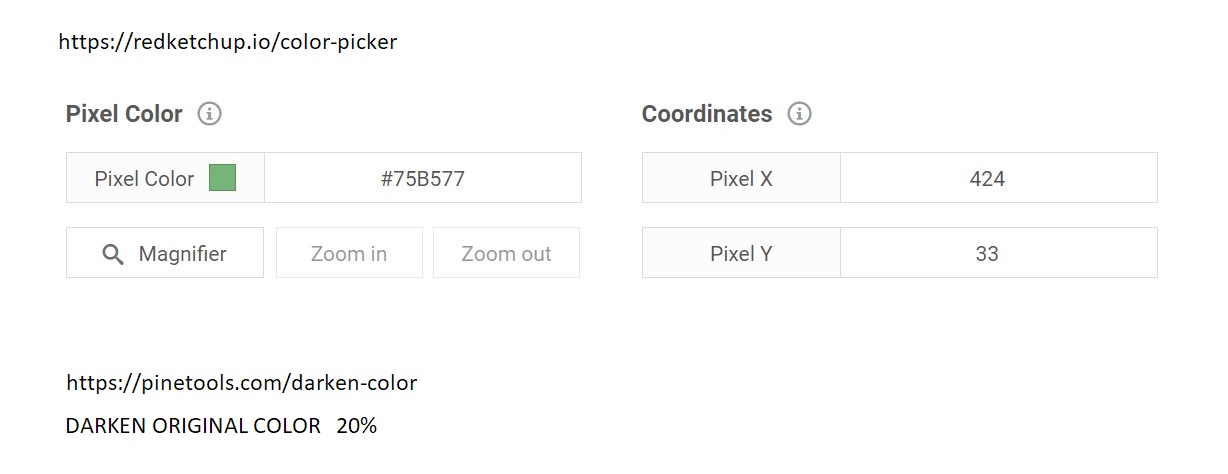 https://redketchup.io/color-picker
Pixel Color
Coordinates
Pixel Color #75B577
Pixel X 424
Magnifier Zoom in Zoom out
Pixel Y 33
https://pinetools.com/darken-color
DARKEN ORIGINAL COLOR 20%